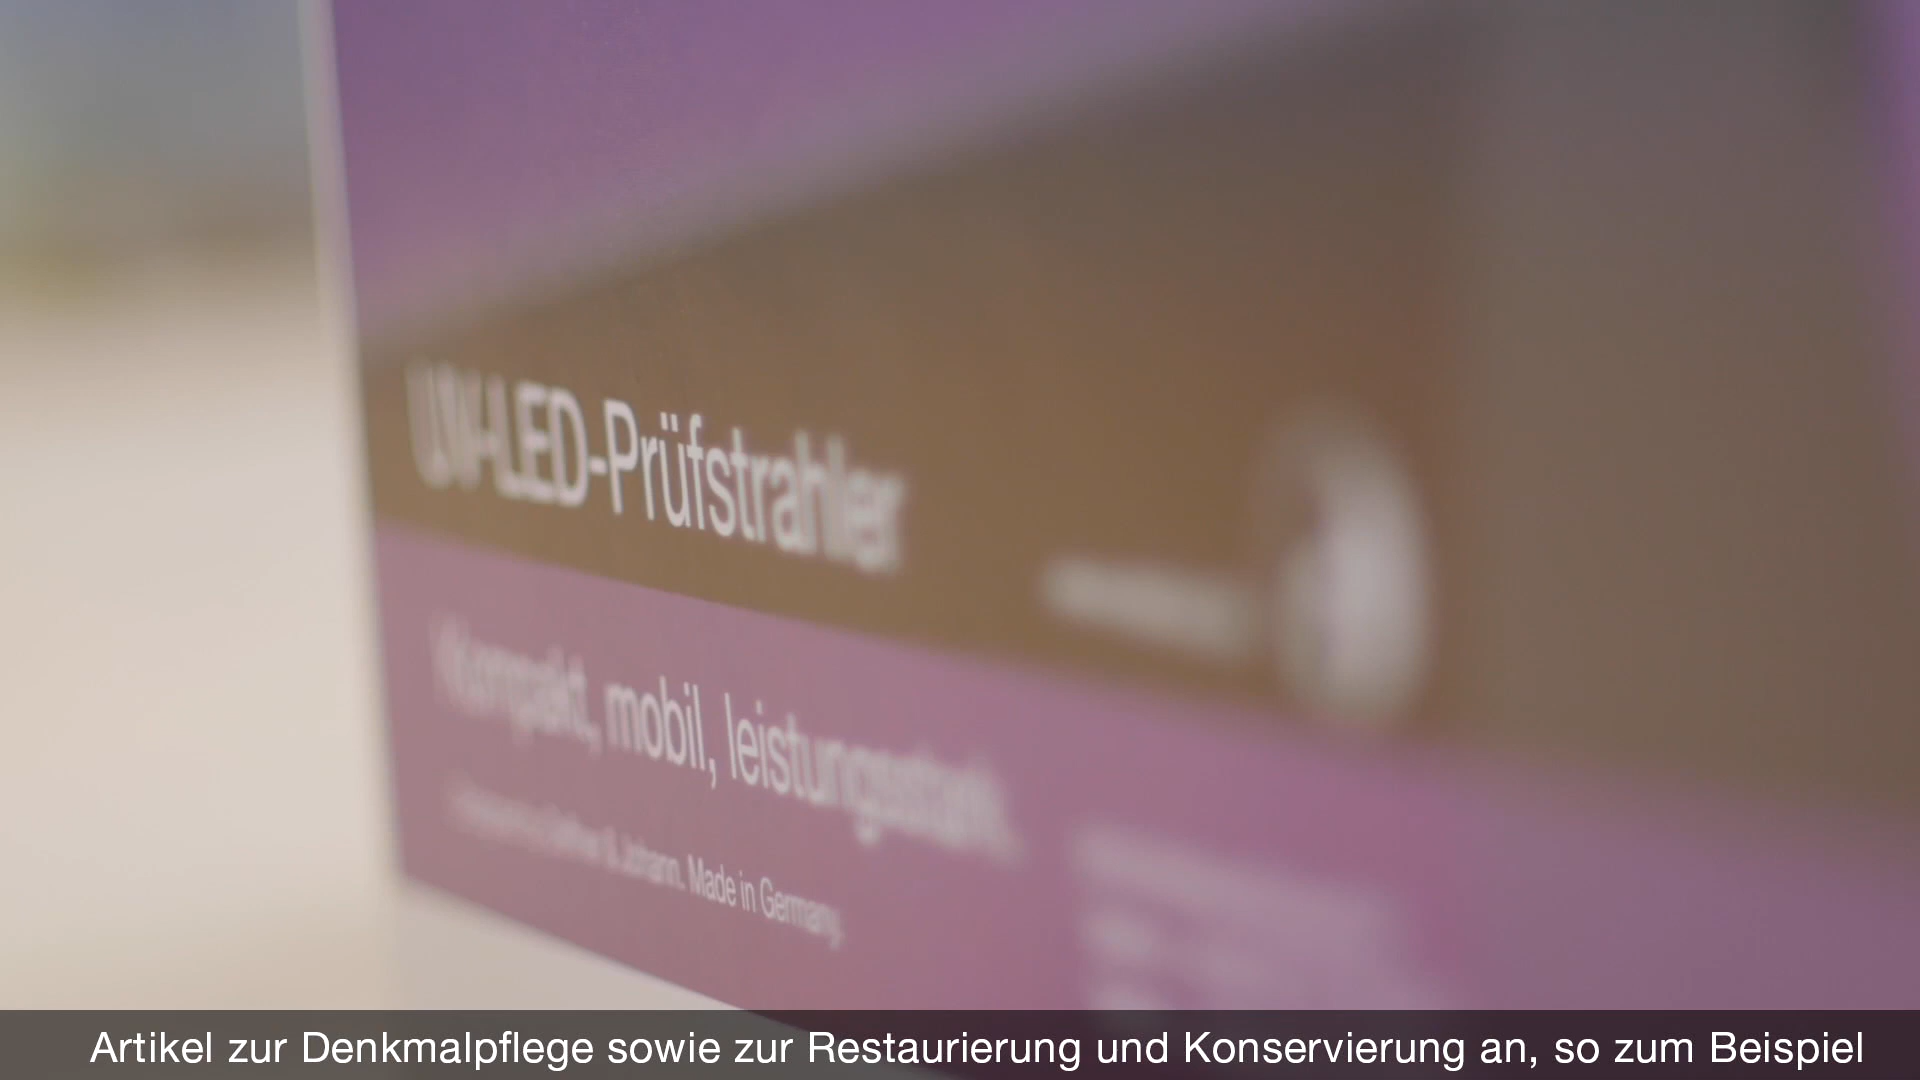 UV-LED-Prüfstrahler
Kompakt, mobil, leistungsstark.
& Johann. Made in Germany.
Artikel zur Denkmalpflege sowie zur Restaurierung und Konservierung an, so zum Beispiel